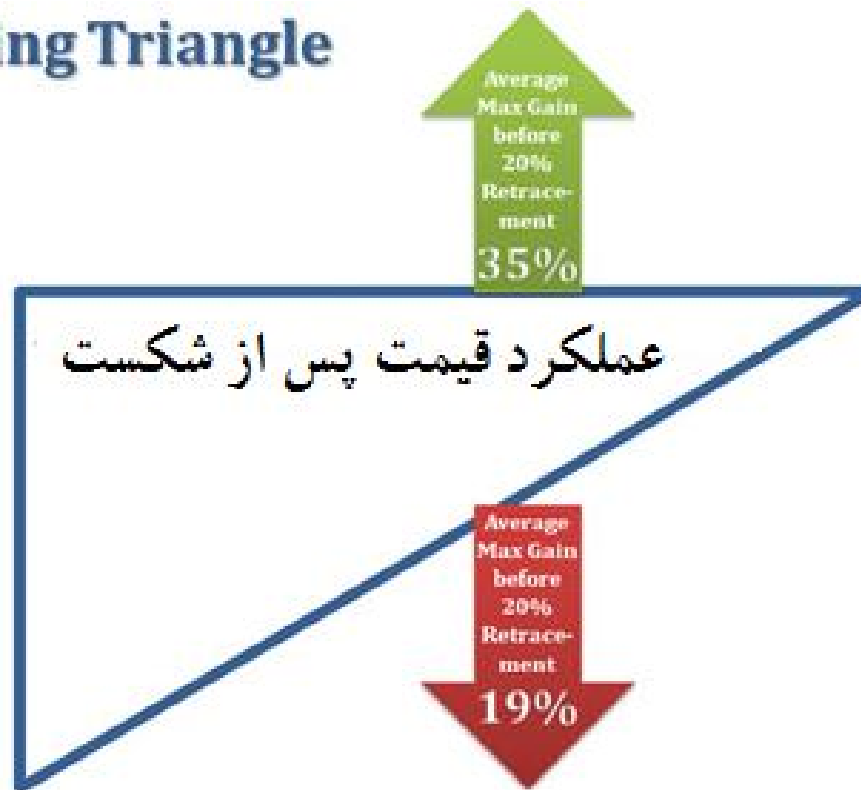 ing Triangle
Average
Max Gain
before
20%
Retrace-
ment
35%
عملکرد قیمت پس از شکست
Average
Max Gain
before
20%
Retrace-
ment
19%